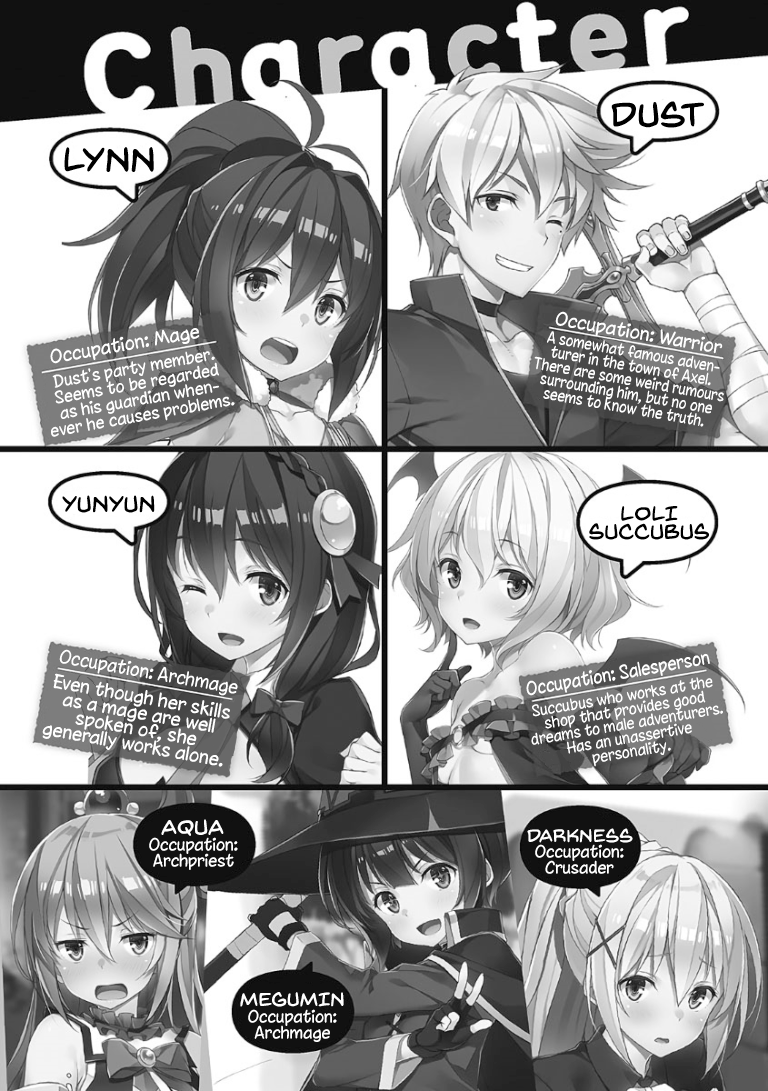 Character
LYNN
Occupation: Mage
Dust's party member.
Seems to be regarded
as his guardian when-
ever he causes problems.
DUST
Occupation: Warrior
A somewhat famous adven-
turer in the town of Axel.
There are some weird rumours
surrounding him, but no one
seems to know the truth.
YUNYUN
Occupation: Archmage
Even though her skills
as a mage are well
spoken of, she
generally works alone.
LOLI
SUCCUBUS
Occupation: Salesperson
Succubus who works at the
shop that provides good
dreams to male adventurers.
Has an unassertive
personality.
AQUA
Occupation:
Archpriest
MEGUMIN
Occupation:
Archmage
DARKNESS
Occupation:
Crusader